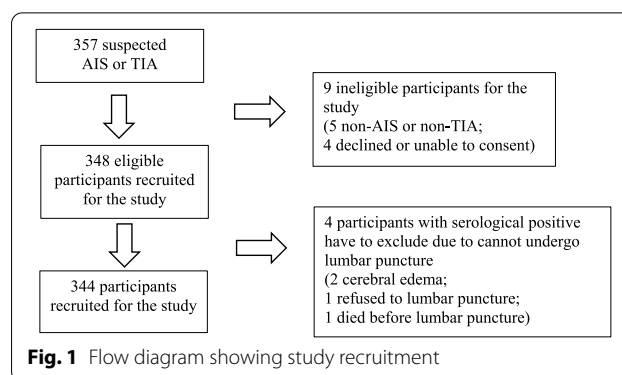 357 suspected
AIS or TIA
9 ineligible participants for the
study
(5 non-AIS or non-TIA;
4 declined or unable to consent)
348 eligible
participants recruited
for the study
4 participants with serological positive
have to exclude due to cannot undergo
lumbar puncture
(2 cerebral edema;
1 refused to lumbar puncture;
1 died before lumbar puncture)
344 participants
recruited for the study
Fig. 1 Flow diagram showing study recruitment